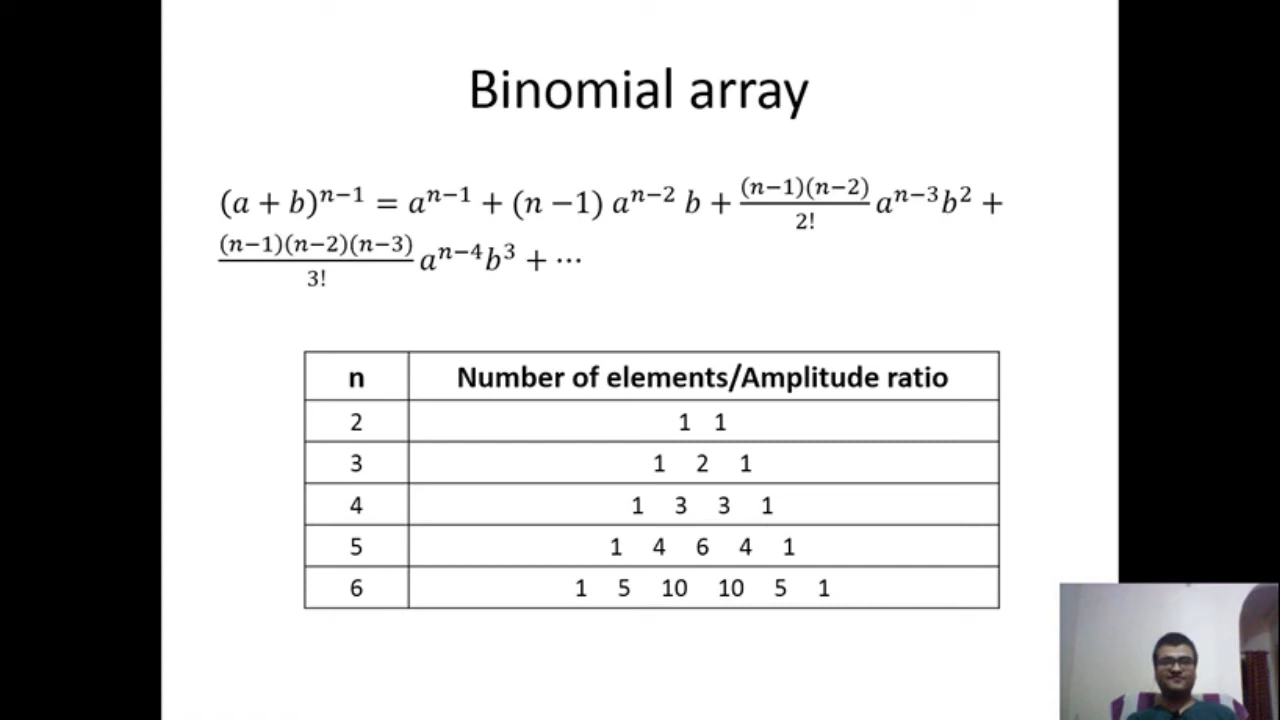 Binomial array
(a + b)^{n−1} = a^{n−1} + (n −1) a^{n−2} b + \frac{(n−1)(n−2)}{2!} a^{n−3}b^2 +
\frac{(n−1)(n−2)(n−3)}{3!} a^{n−4}b^3 + ⋯
n Number of elements/Amplitude ratio
2 1 1
3 1 2 1
4 1 3 3 1
5 1 4 6 4 1
6 1 5 10 10 5 1